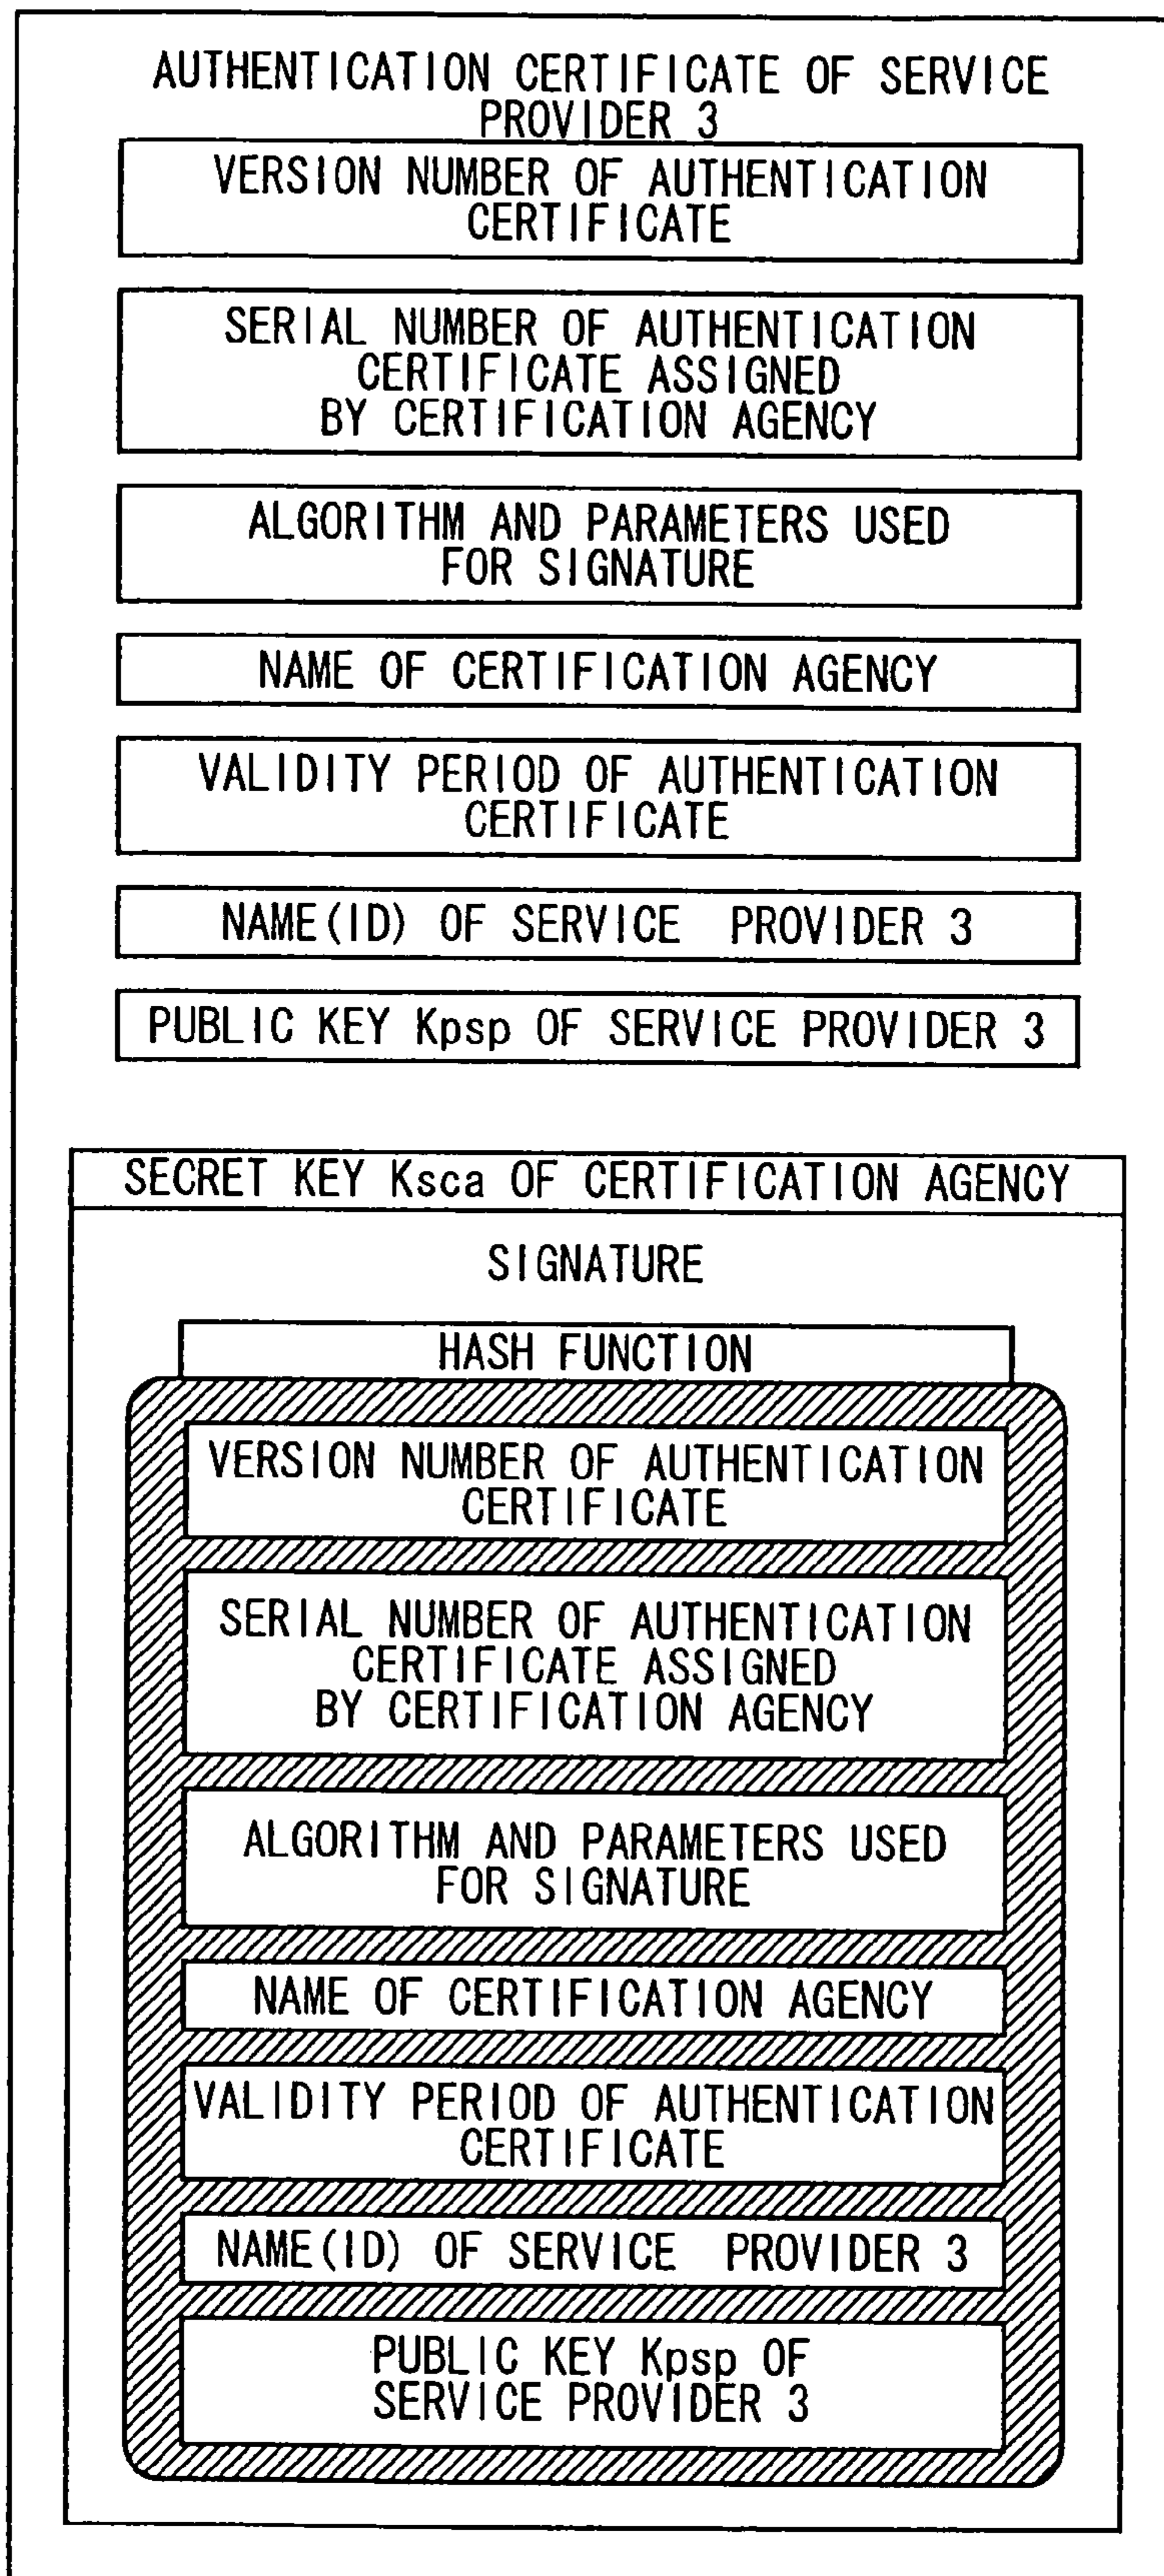 AUTHENTICATION CERTIFICATE OF SERVICE
PROVIDER 3
VERSION NUMBER OF AUTHENTICATION
CERTIFICATE
SERIAL NUMBER OF AUTHENTICATION
CERTIFICATE ASSIGNED
BY CERTIFICATION AGENCY
ALGORITHM AND PARAMETERS USED
FOR SIGNATURE
NAME OF CERTIFICATION AGENCY
VALIDITY PERIOD OF AUTHENTICATION
CERTIFICATE
NAME(ID) OF SERVICE PROVIDER 3
PUBLIC KEY Kpsp OF SERVICE PROVIDER 3
SECRET KEY Ksca OF CERTIFICATION AGENCY
SIGNATURE
HASH FUNCTION
VERSION NUMBER OF AUTHENTICATION
CERTIFICATE
SERIAL NUMBER OF AUTHENTICATION
CERTIFICATE ASSIGNED
BY CERTIFICATION AGENCY
ALGORITHM AND PARAMETERS USED
FOR SIGNATURE
NAME OF CERTIFICATION AGENCY
VALIDITY PERIOD OF AUTHENTICATION
CERTIFICATE
NAME(ID) OF SERVICE PROVIDER 3
PUBLIC KEY Kpsp OF
SERVICE PROVIDER 3